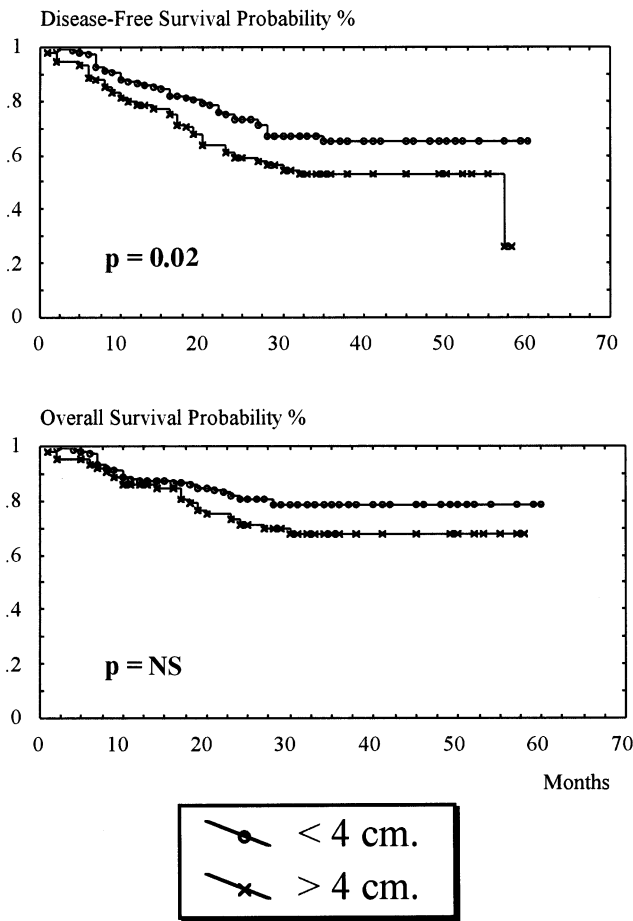 Disease-Free Survival Probability %
1
.8
.6
.4
.2
0
p = 0.02
0 10 20 30 40 50 60 70
Overall Survival Probability %
1
.8
.6
.4
.2
0
p = NS
0 10 20 30 40 50 60 70
Months
< 4 cm.
> 4 cm.